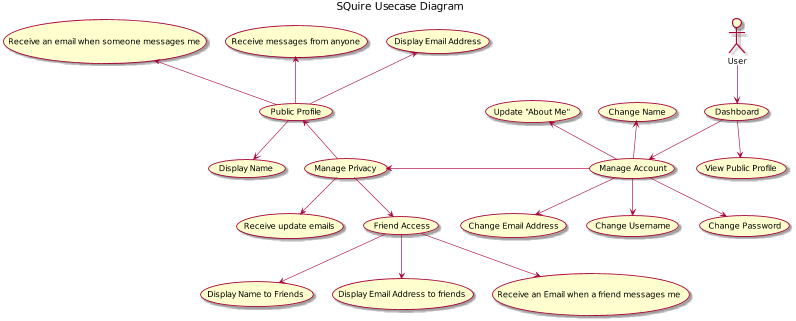 SQuire Usecase Diagram
Receive an email when someone messages me
Receive messages from anyone
Display Email Address
User
Public Profile
Update "About Me"
Change Name
Dashboard
Display Name
Manage Privacy
Manage Account
View Public Profile
Receive update emails
Friend Access
Change Email Address
Change Username
Change Password
Display Name to Friends
Display Email Address to friends
Receive an Email when a friend messages me